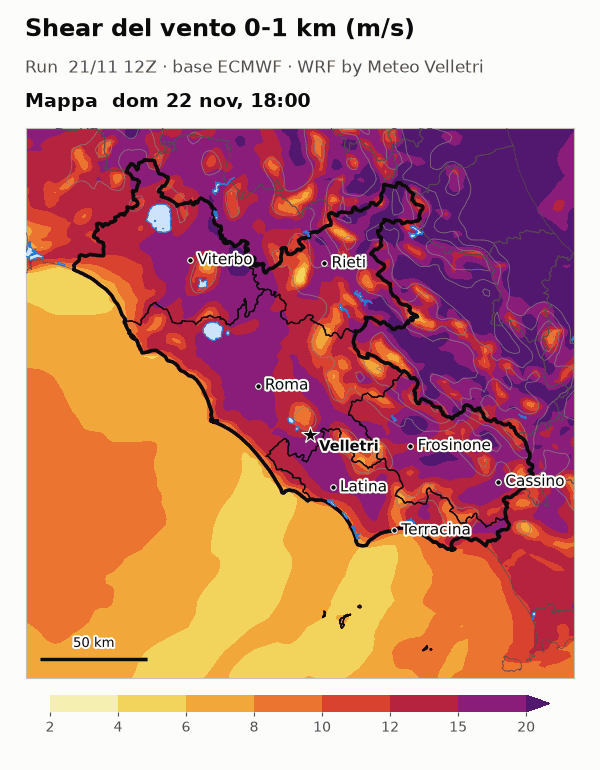 Shear del vento 0-1 km (m/s)
Run  21/11 12Z · base ECMWF · WRF by Meteo Velletri
Mappa  dom 22 nov, 18:00
Viterbo
Rieti
Roma
Velletri
Frosinone
Cassino
Latina
Terracina
50 km
2 4 6 8 10 12 15 20